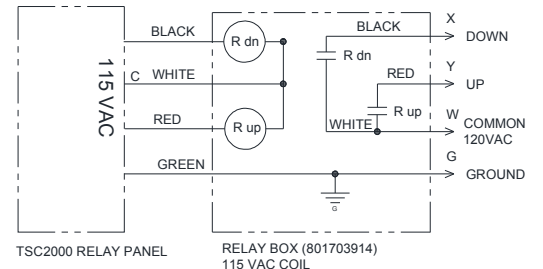 X
BLACK
BLACK
R dn
DOWN
R dn
Y
C WHITE
RED
UP
115 VAC
RED
R up
R up
W
WHITE
COMMON
120VAC
GREEN
G
GROUND
G
TSC2000 RELAY PANEL
RELAY BOX (801703914)
115 VAC COIL